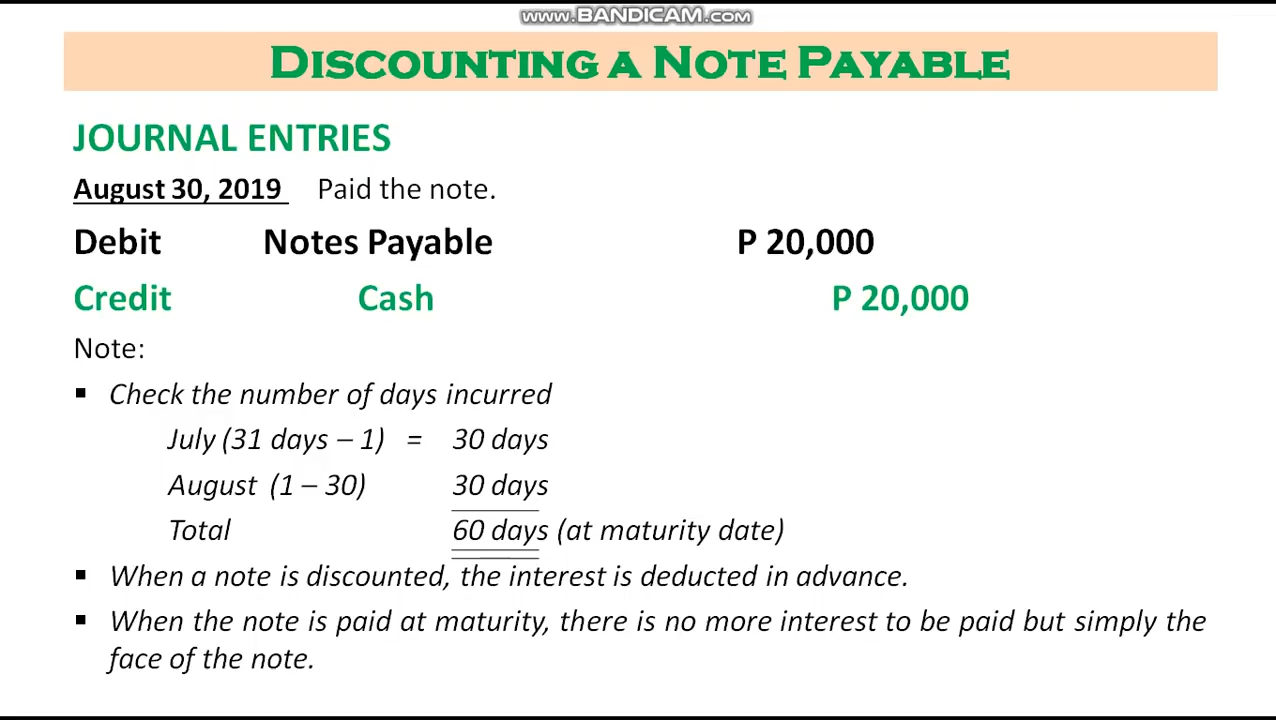 www.BANDICAM.com
DISCOUNTING A NOTE PAYABLE
JOURNAL ENTRIES
August 30, 2019 Paid the note.
Debit Notes Payable P 20,000
Credit Cash P 20,000
Note:
▪ Check the number of days incurred
July (31 days – 1) = 30 days
August (1 – 30) 30 days
Total 60 days (at maturity date)
▪ When a note is discounted, the interest is deducted in advance.
▪ When the note is paid at maturity, there is no more interest to be paid but simply the
face of the note.